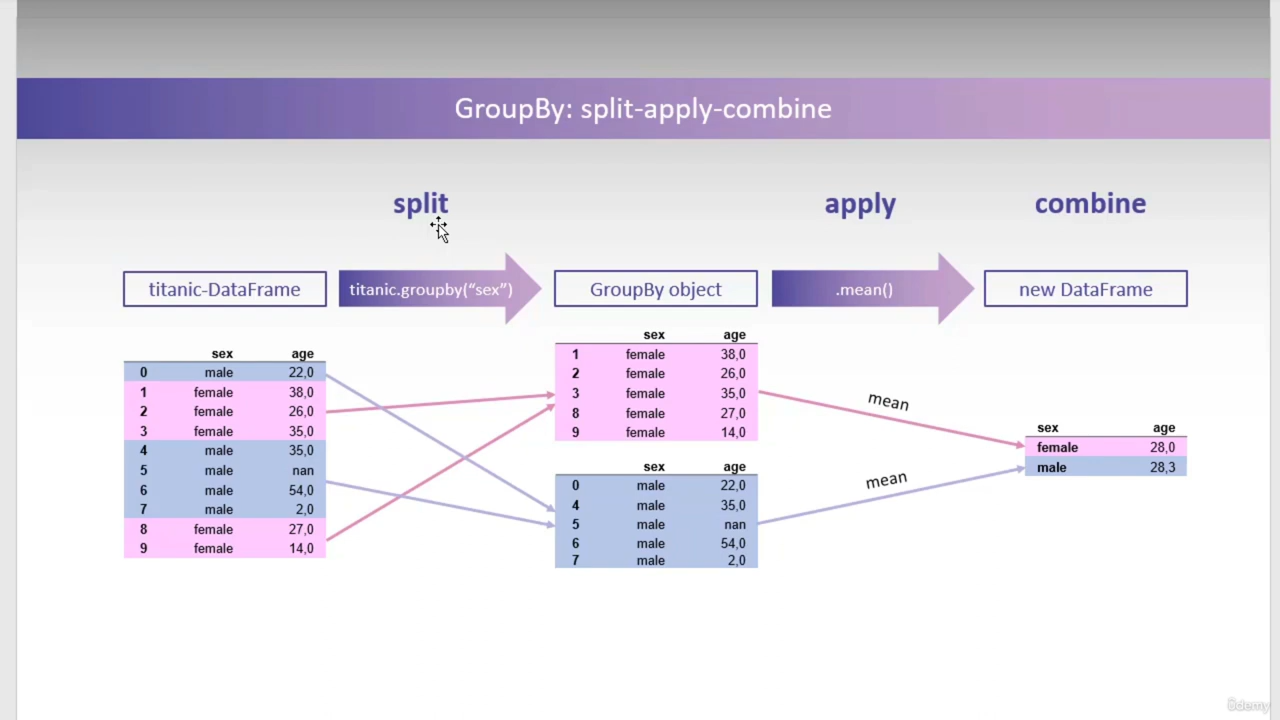 GroupBy: split-apply-combine
split apply combine
titanic-DataFrame titanic.groupby(“sex”) GroupBy object .mean() new DataFrame
sex age
0 male 22,0
1 female 38,0
2 female 26,0
3 female 35,0
4 male 35,0
5 male nan
6 male 54,0
7 male 2,0
8 female 27,0
9 female 14,0
sex age
1 female 38,0
2 female 26,0
3 female 35,0
8 female 27,0
9 female 14,0
sex age
0 male 22,0
4 male 35,0
5 male nan
6 male 54,0
7 male 2,0
mean
mean
sex age
female 28,0
male 28,3
Udemy